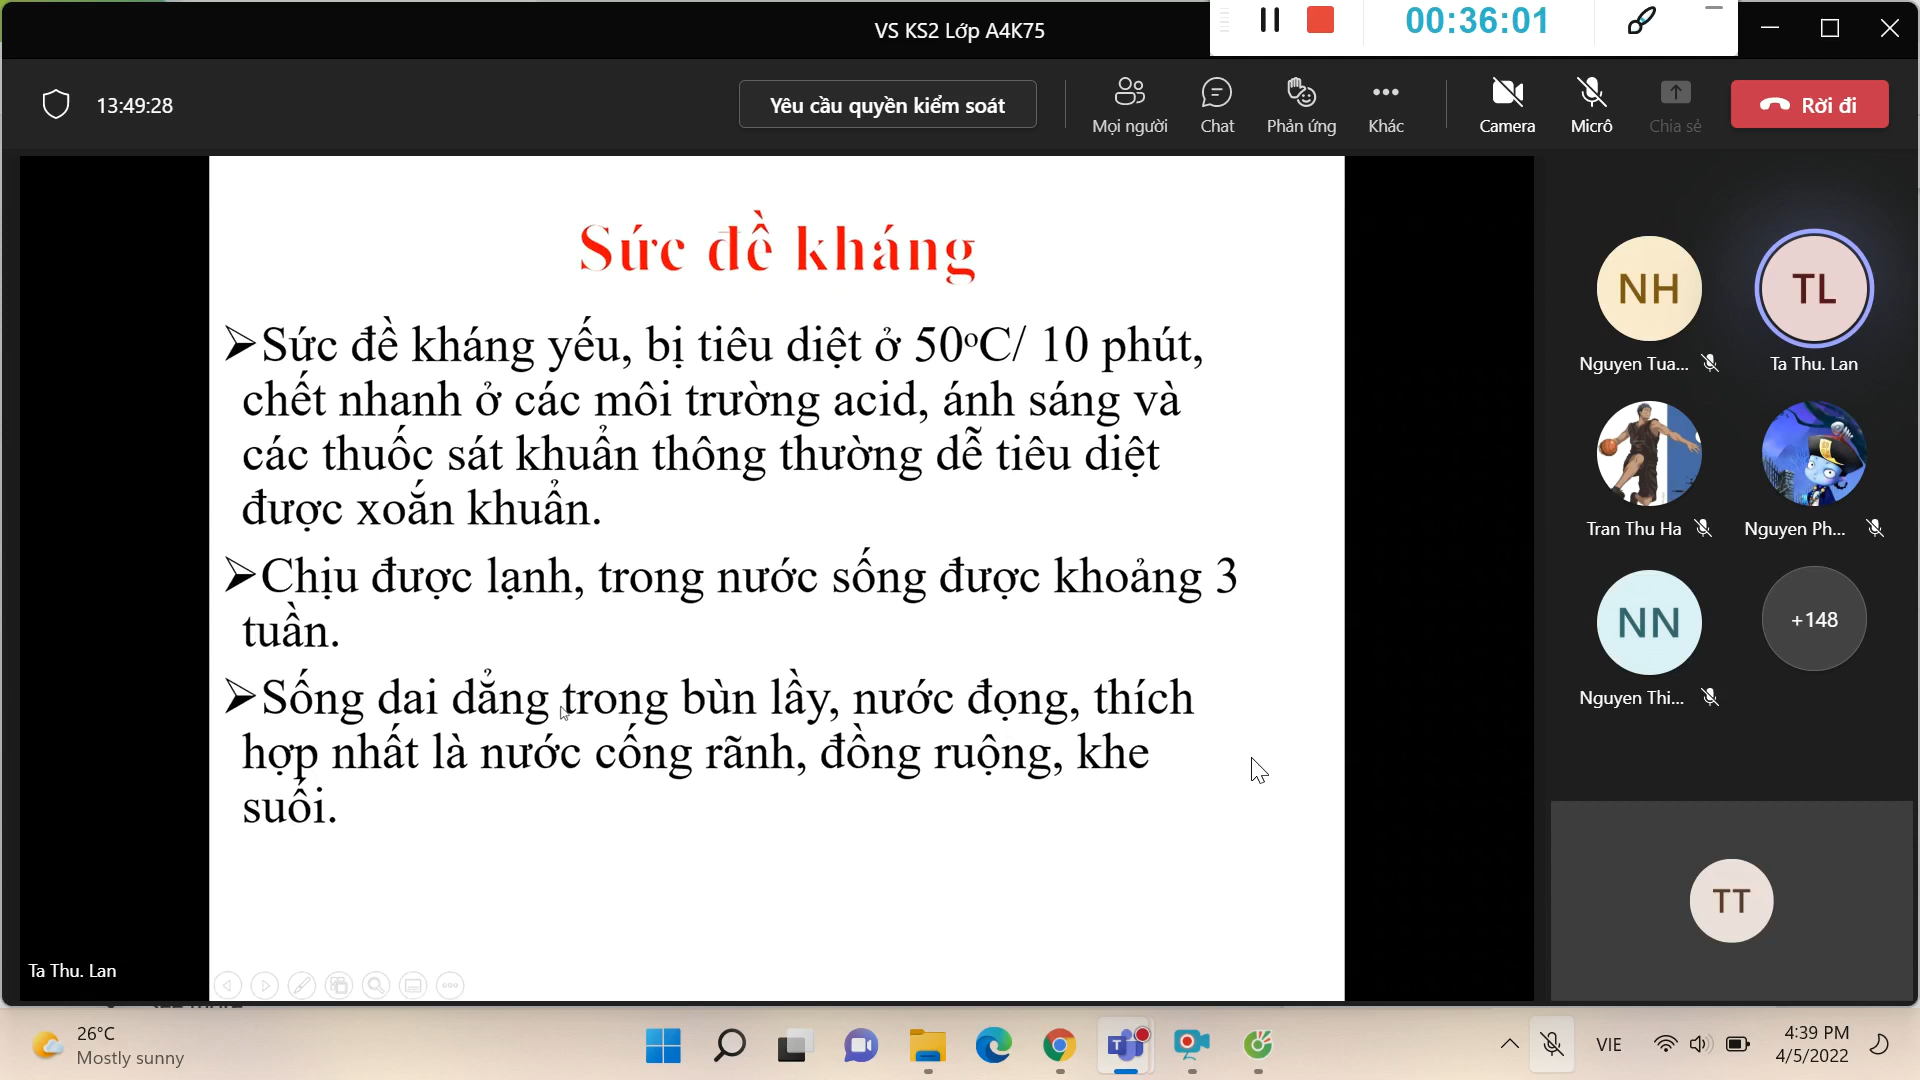 VS KS2 Lớp A4K75
00:36:01
13:49:28
Yêu cầu quyền kiểm soát
Mọi người
Chat
Phản ứng
Khác
Camera
Micrô
Chia sẻ
Rời đi
Sức đề kháng
➢Sức đề kháng yếu, bị tiêu diệt ở 50ºC/ 10 phút,
chết nhanh ở các môi trường acid, ánh sáng và
các thuốc sát khuẩn thông thường dễ tiêu diệt
được xoắn khuẩn.
➢Chịu được lạnh, trong nước sống được khoảng 3
tuần.
➢Sống dai dẳng trong bùn lầy, nước đọng, thích
hợp nhất là nước cống rãnh, đồng ruộng, khe
suối.
Ta Thu. Lan
NH
Nguyen Tua...
TL
Ta Thu. Lan
Tran Thu Ha
Nguyen Ph...
NN
Nguyen Thi...
+148
TT
26°C
Mostly sunny
VIE
4:39 PM
4/5/2022